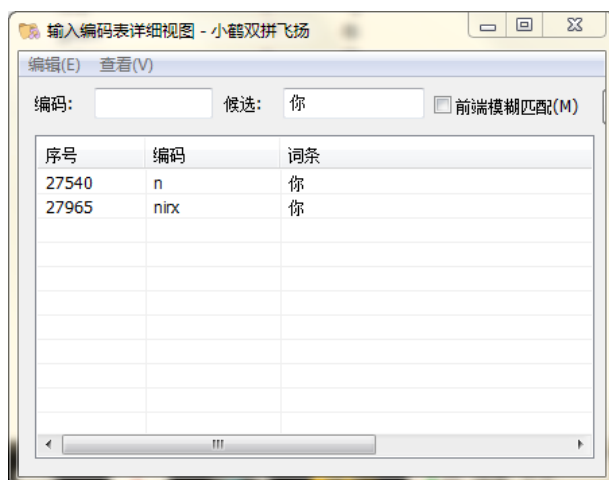 输入编码表详细视图 - 小鹤双拼飞扬
编辑(E) 查看(V)
编码: 候选: 你 前端模糊匹配(M)
序号 编码 词条
27540 n 你
27965 nirx 你